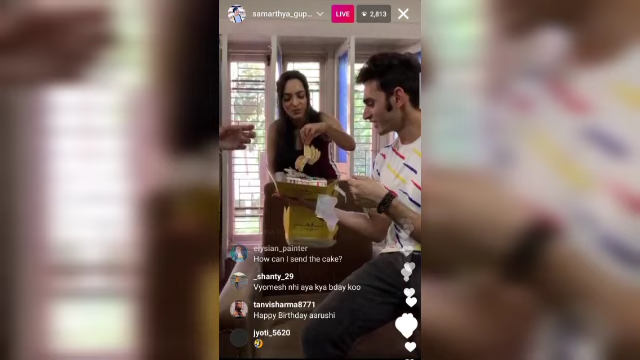 samarthya_gup...
LIVE
2,813
elysian_painter
How can I send the cake?
_shanty_29
Vyomesh nhi aya kya bday koo
tanvisharma8771
Happy Birthday aarushi
jyoti_5620
🤣